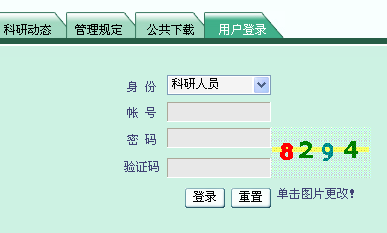 科研动态 管理规定 公共下载 用户登录
身 份 科研人员
帐 号
密 码
8294
验证码
登录 重置 单击图片更改!